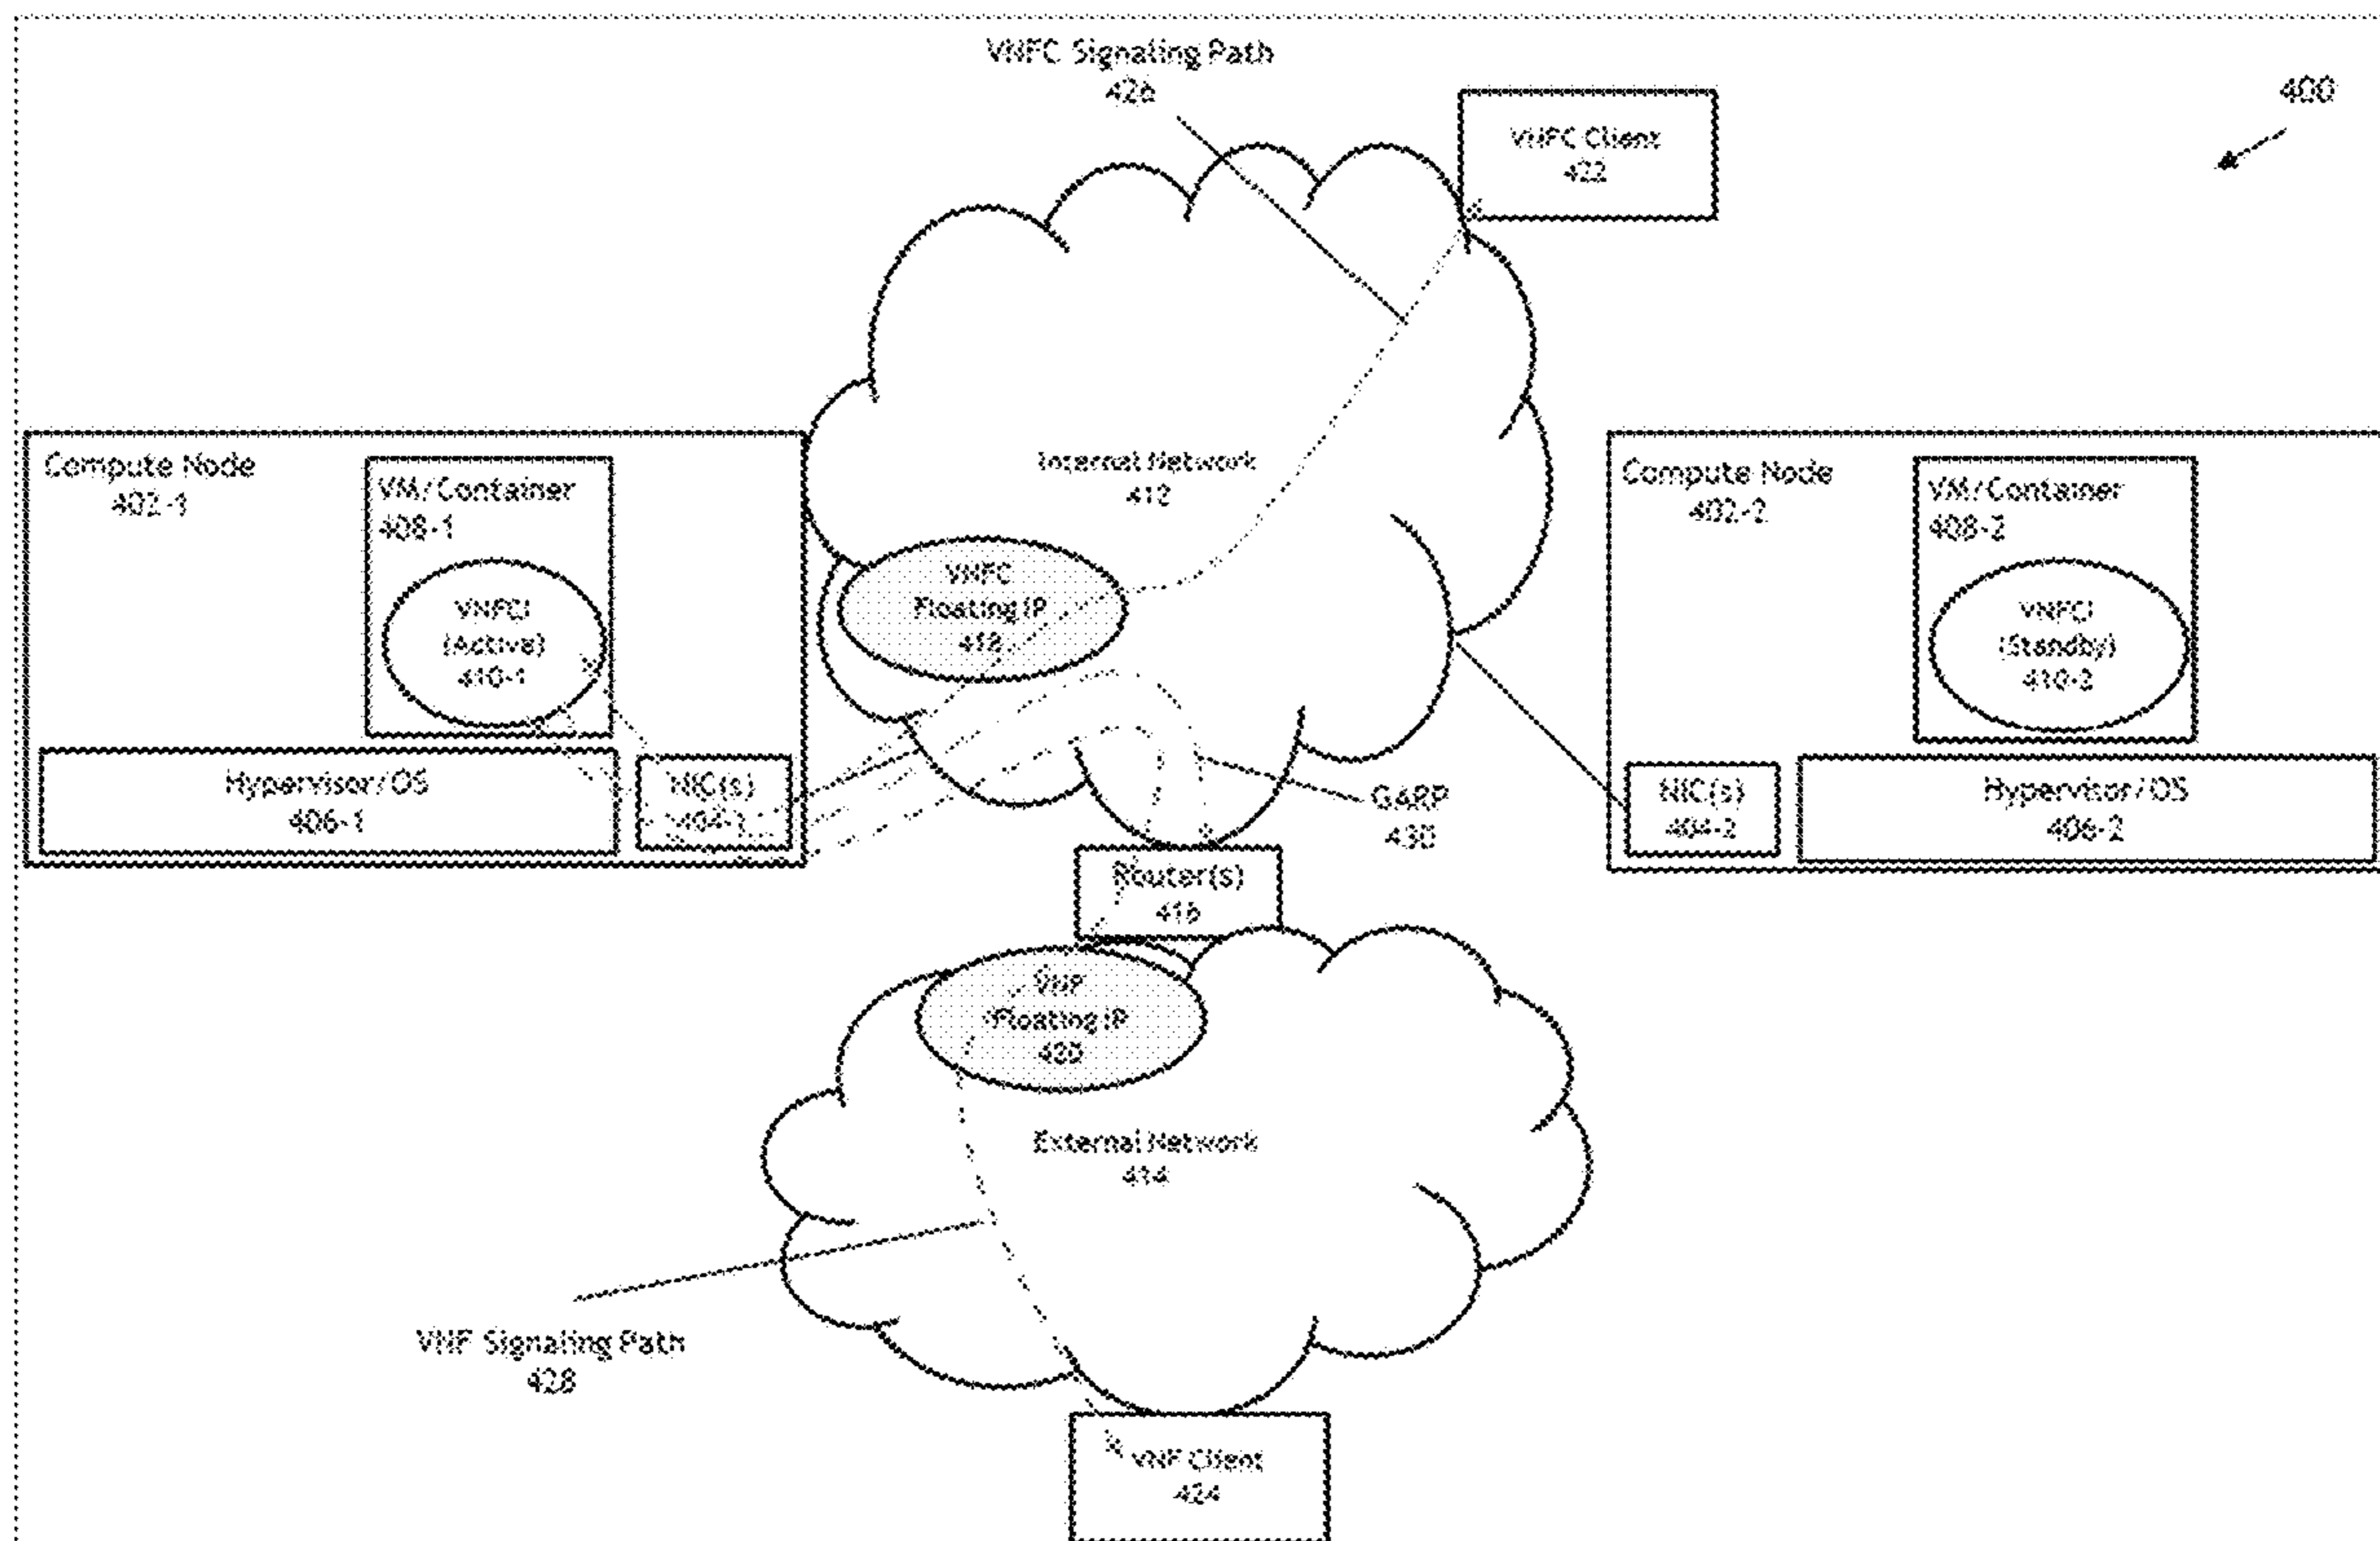 VNFC Signaling Path
426
400
VNFC Client
422
Compute Node
402-1
VM/Container
408-1
VNFCI
(Active)
410-1
Hypervisor/OS
406-1
NIC(s)
404-1
Internal Network
412
VNFC
Floating IP
418
GARP
430
Compute Node
402-2
VM/Container
408-2
VNFCI
(Standby)
410-2
NIC(s)
404-2
Hypervisor/OS
406-2
Router(s)
416
VNF
Floating IP
420
External Network
414
VNF Signaling Path
428
VNF Client
424